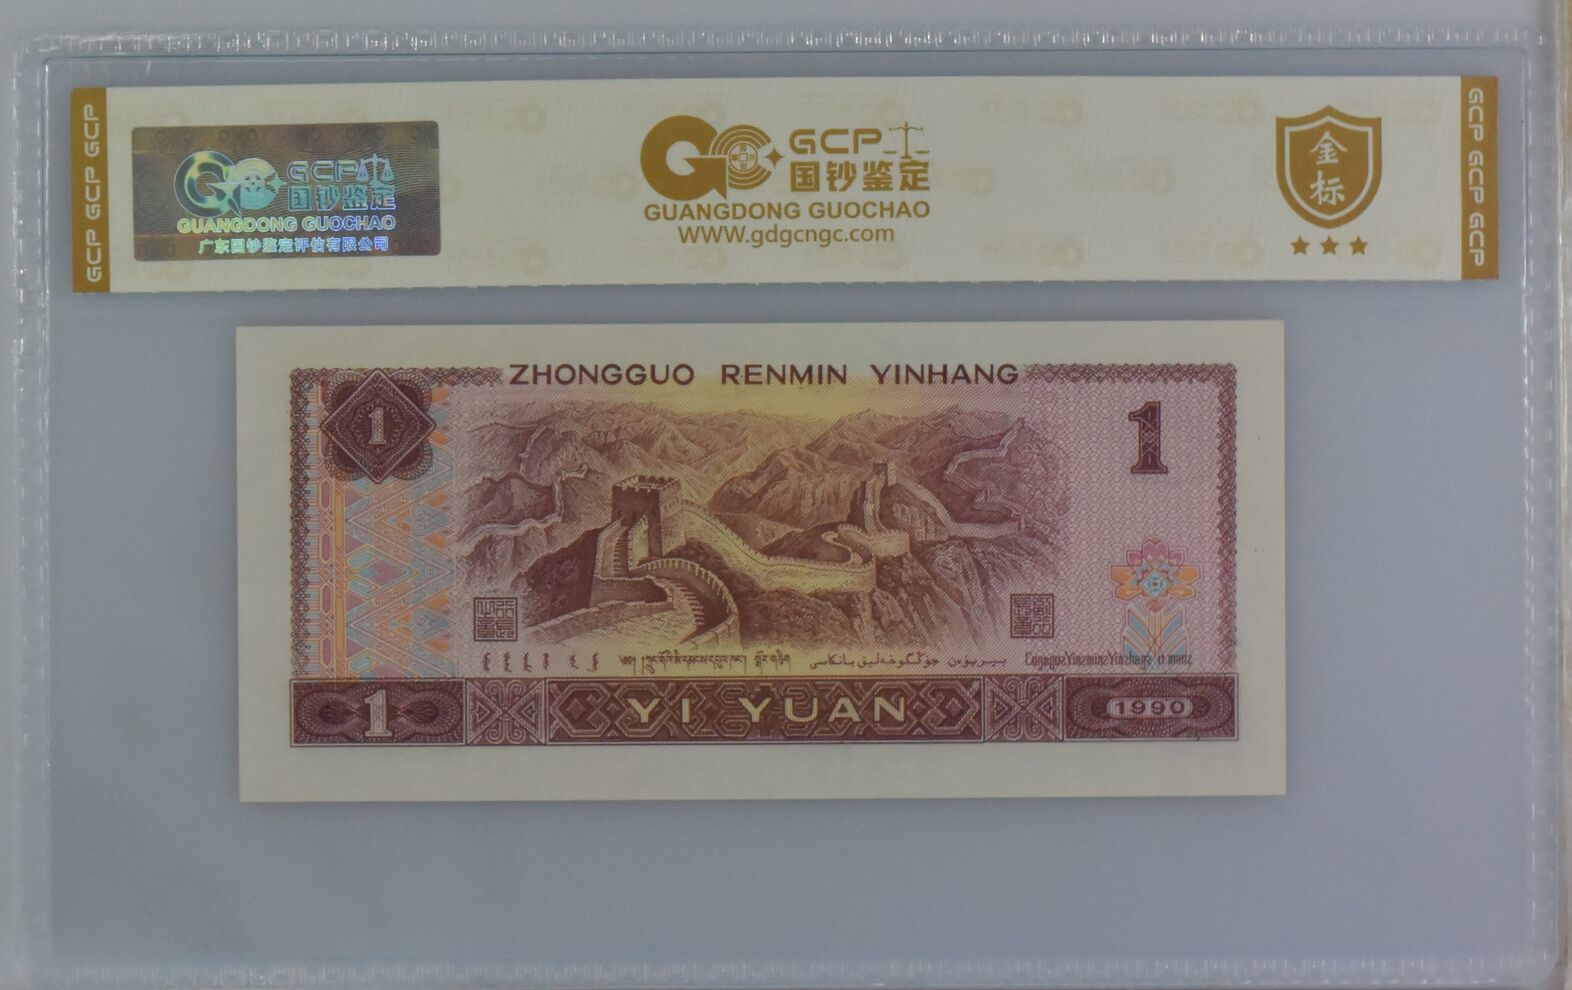 GCP GCP GCP
GCP
国钞鉴定
GUANGDONG GUOCHAO
广东国钞鉴定评估有限公司
GCP
国钞鉴定
GUANGDONG GUOCHAO
WWW.gdgcngc.com
金标
GCP GCP GCP
ZHONGGUO RENMIN YINHANG
1
1
1
YI YUAN
1990